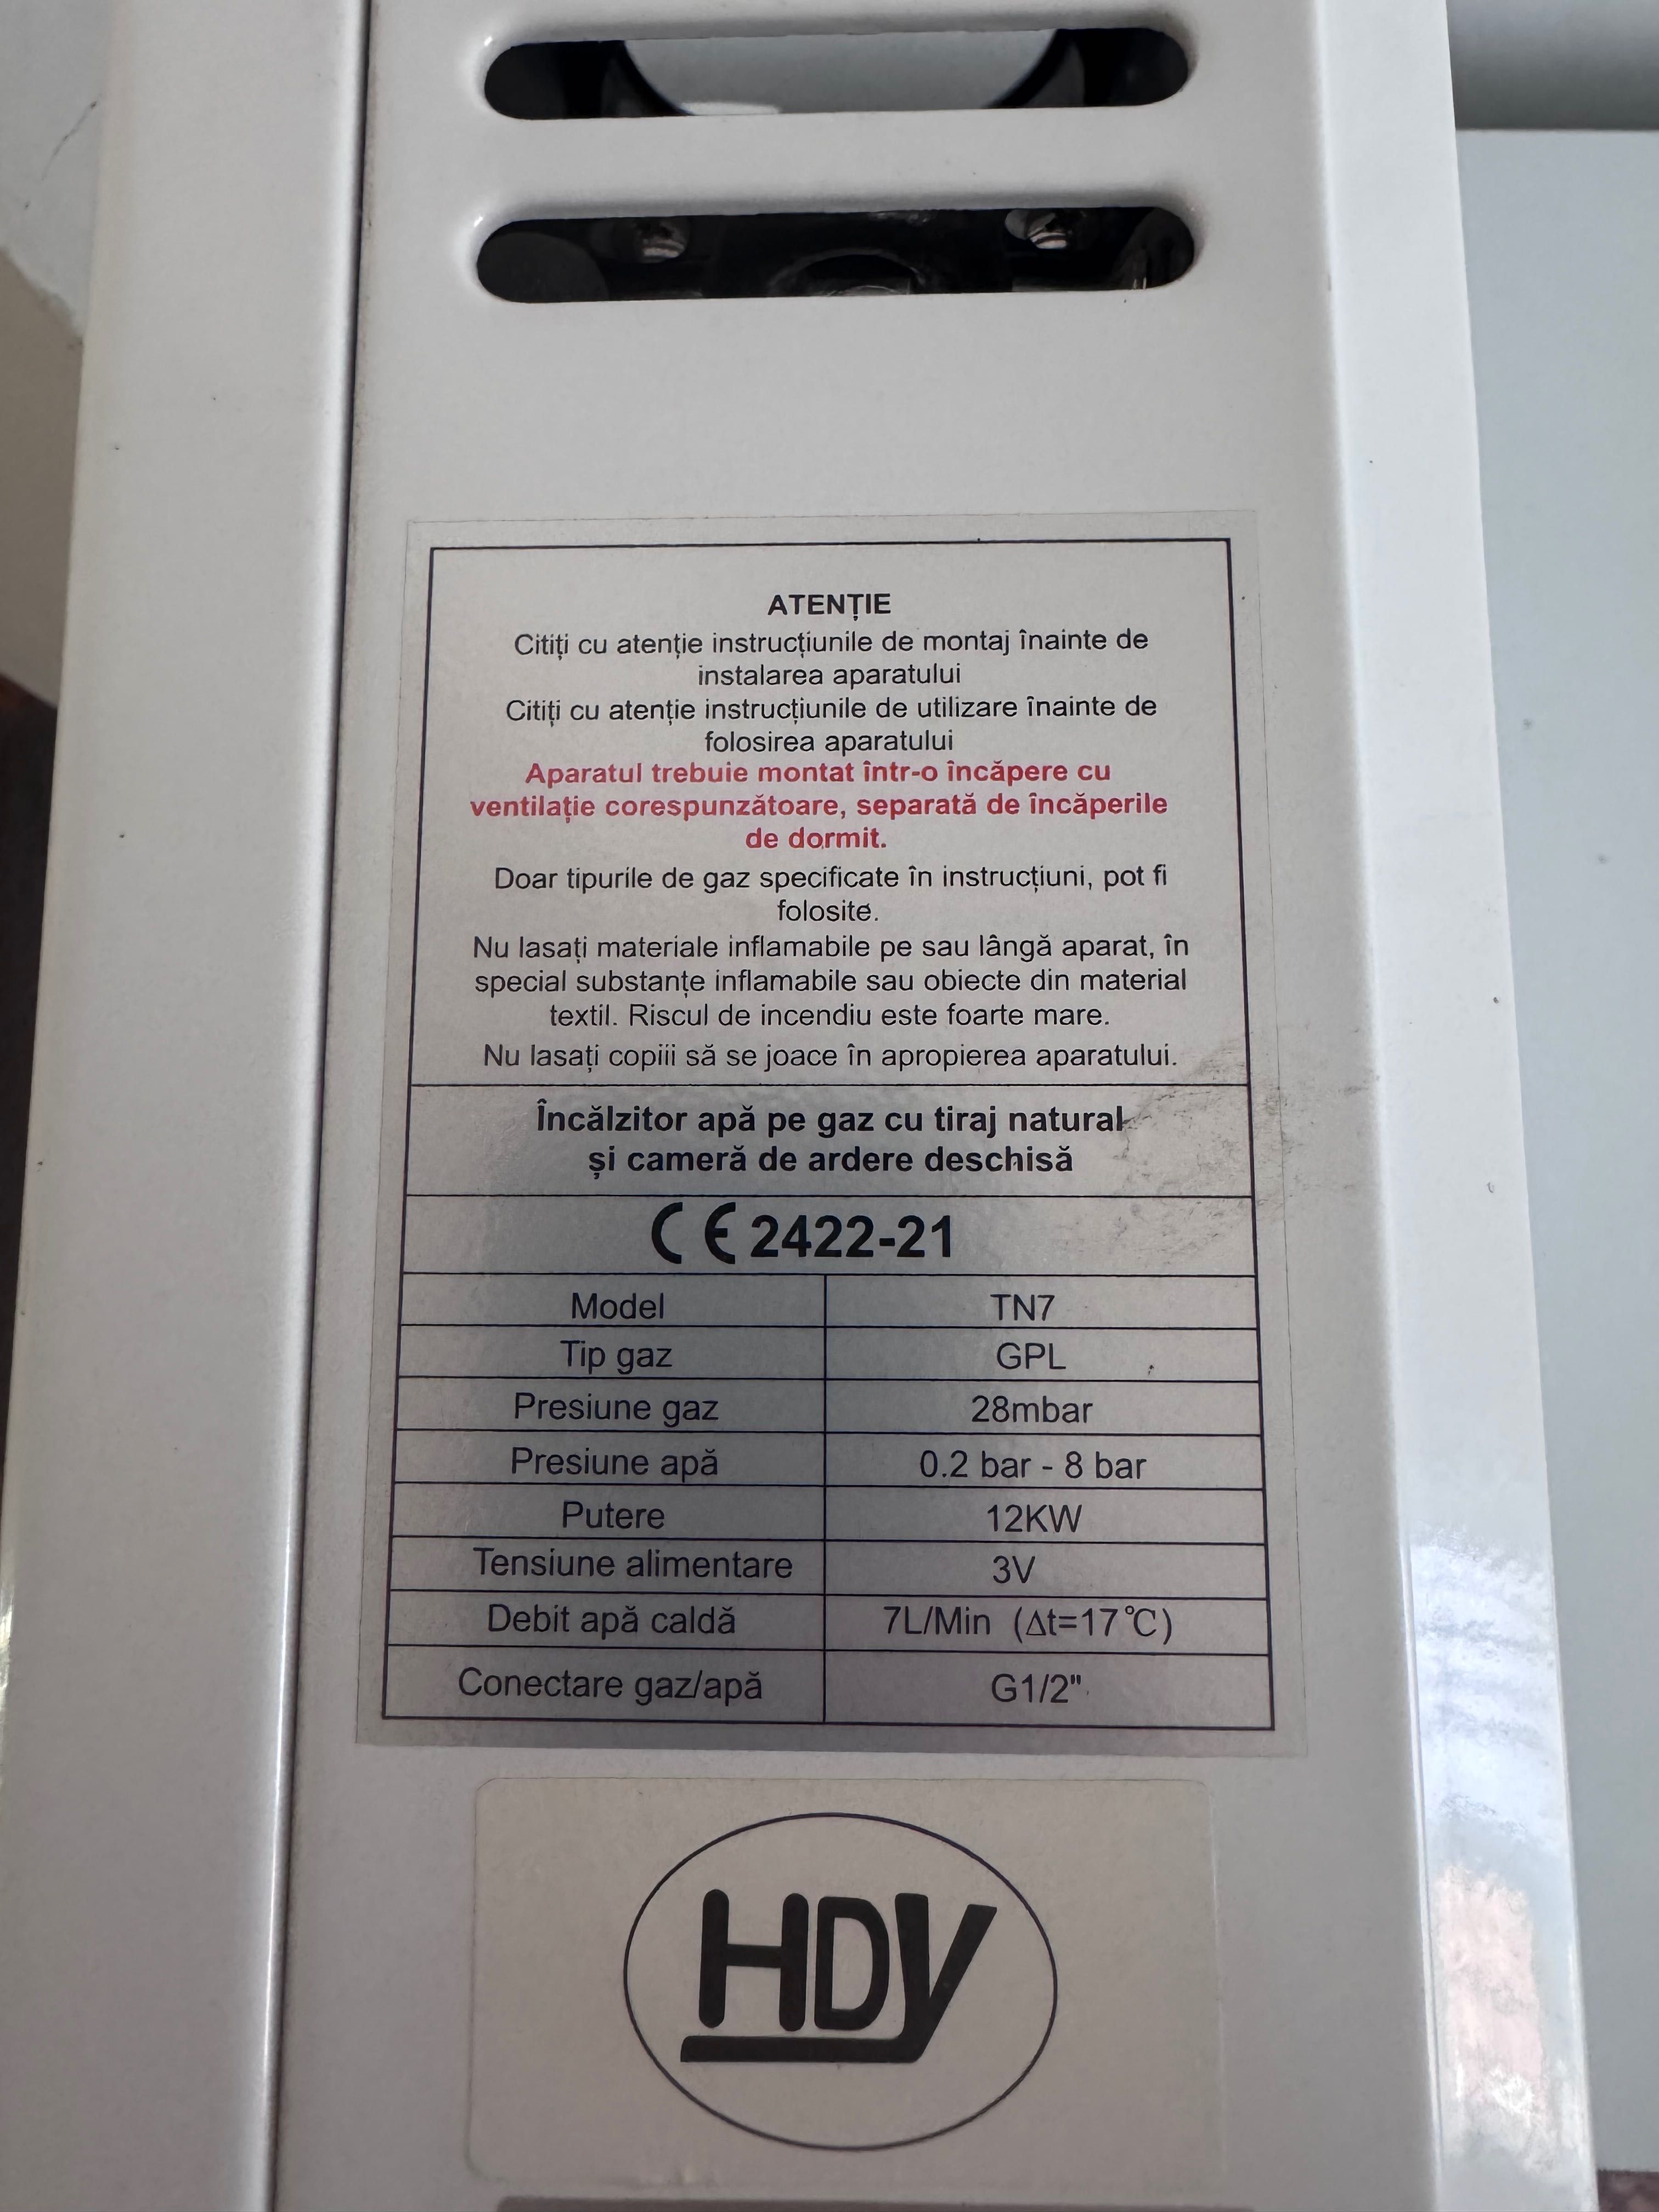 ATENȚIE
Citiți cu atenție instrucțiunile de montaj înainte de
instalarea aparatului
Citiți cu atenție instrucțiunile de utilizare înainte de
folosirea aparatului
Aparatul trebuie montat într-o încăpere cu
ventilație corespunzătoare, separată de încăperile
de dormit.
Doar tipurile de gaz specificate în instrucțiuni, pot fi
folosite.
Nu lasați materiale inflamabile pe sau lângă aparat, în
special substanțe inflamabile sau obiecte din material
textil. Riscul de incendiu este foarte mare.
Nu lasați copiii să se joace în apropierea aparatului.
Încălzitor apă pe gaz cu tiraj natural
și cameră de ardere deschisă
CE 2422-21
Model TN7
Tip gaz GPL
Presiune gaz 28mbar
Presiune apă 0.2 bar - 8 bar
Putere 12KW
Tensiune alimentare 3V
Debit apă caldă 7L/Min (Δt=17℃)
Conectare gaz/apă G1/2"
HDY